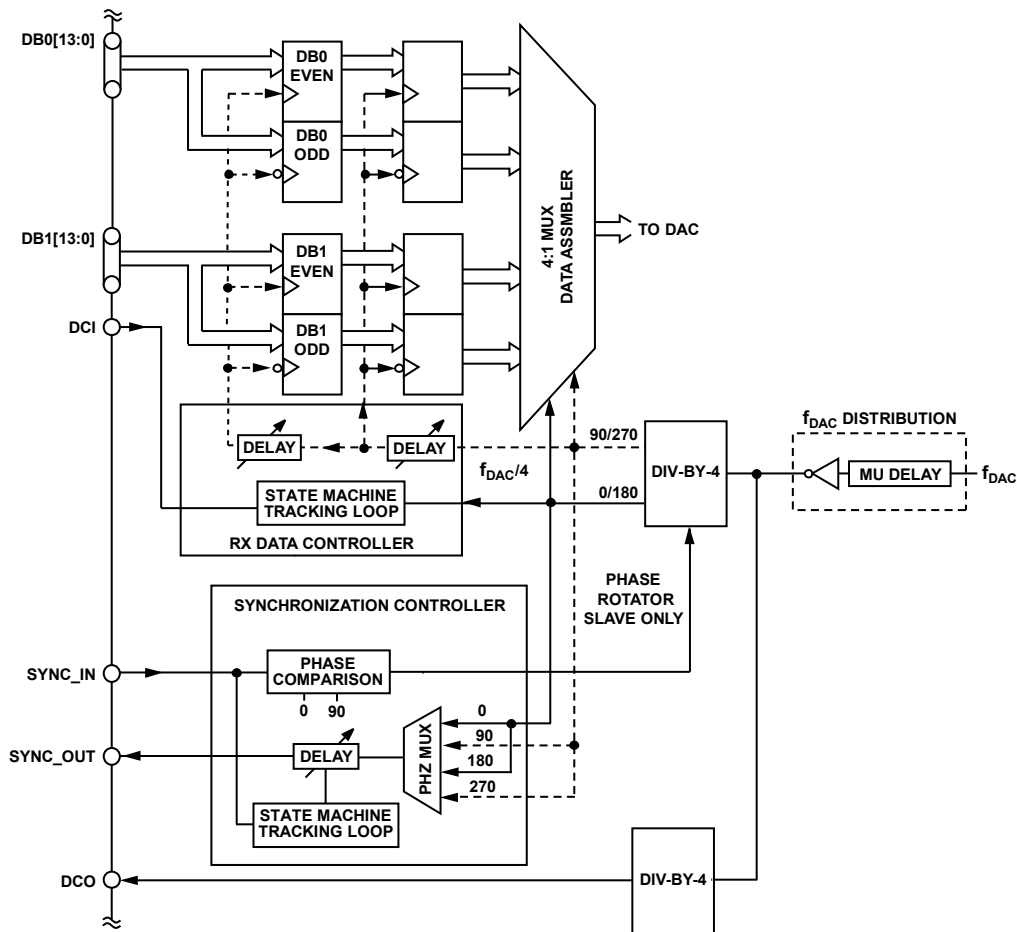 DB0[13:0]
DB0
EVEN
DB0
ODD
DB1[13:0]
DB1
EVEN
DB1
ODD
4:1 MUX
DATA ASSMBLER
TO DAC
DCI
DELAY
DELAY
fDAC/4
90/270
0/180
DIV-BY-4
fDAC DISTRIBUTION
MU DELAY
fDAC
STATE MACHINE
TRACKING LOOP
RX DATA CONTROLLER
PHASE
ROTATOR
SLAVE ONLY
SYNCHRONIZATION CONTROLLER
SYNC_IN
PHASE
COMPARISON
0 90
SYNC_OUT
DELAY
PHZ MUX
0
90
180
270
STATE MACHINE
TRACKING LOOP
DCO
DIV-BY-4